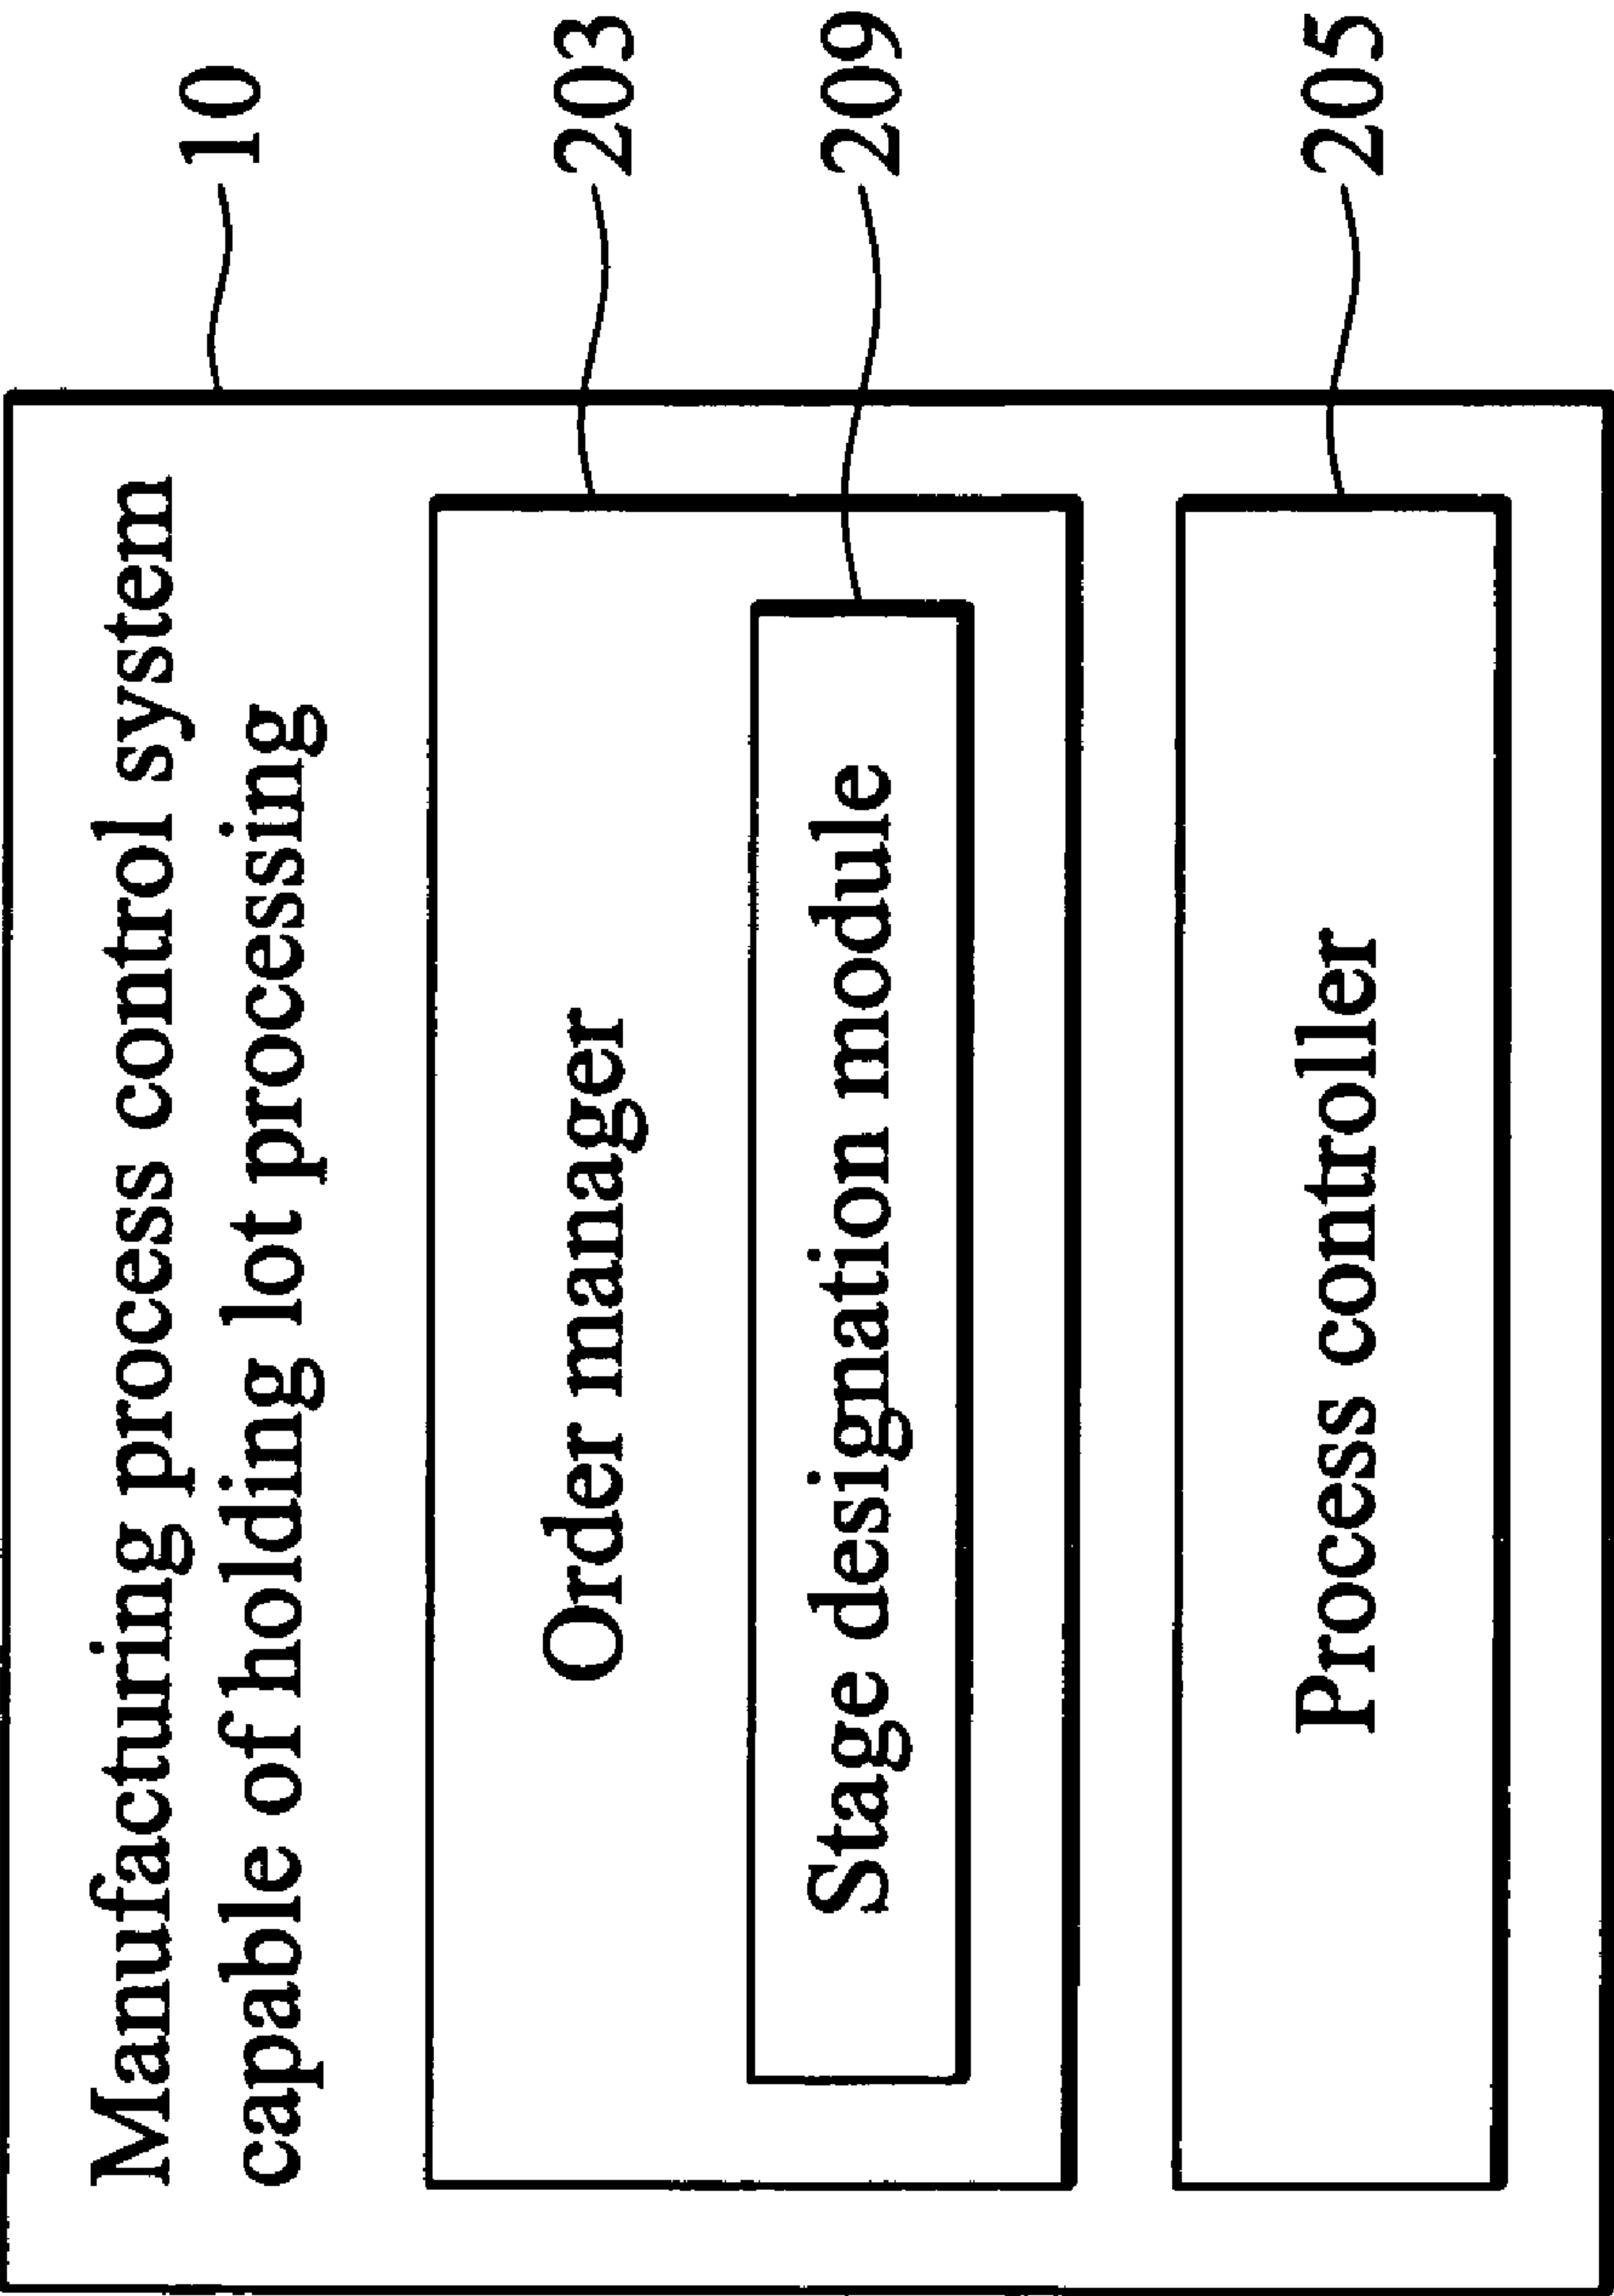 Manufacturing process control system
capable of holding lot processing
10
Order manager
203
Stage designation module
209
Process controller
205